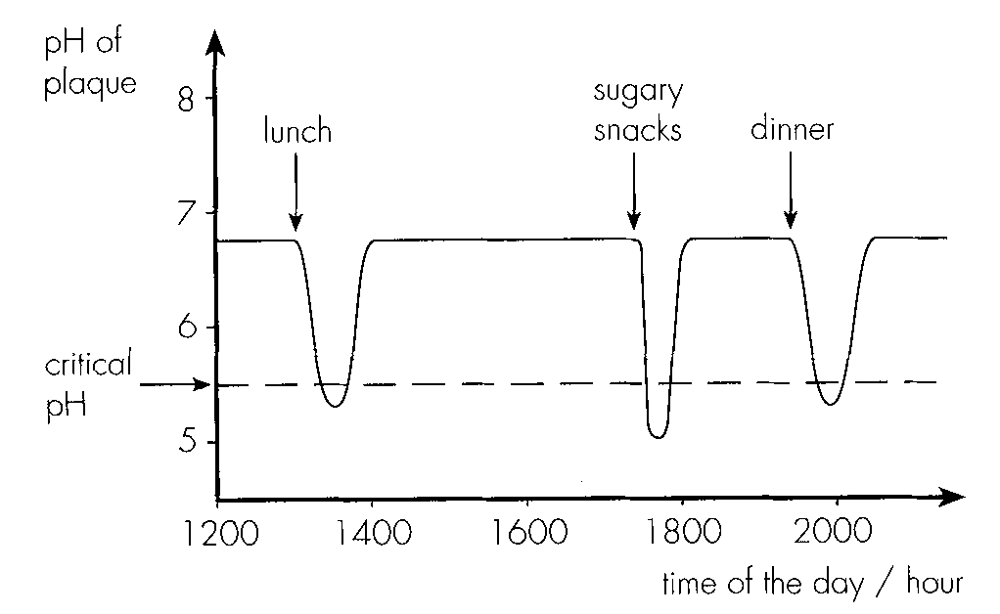 pH of
plaque
8
7
6
5
lunch
sugary
snacks
dinner
critical
pH
1200 1400 1600 1800 2000
time of the day / hour